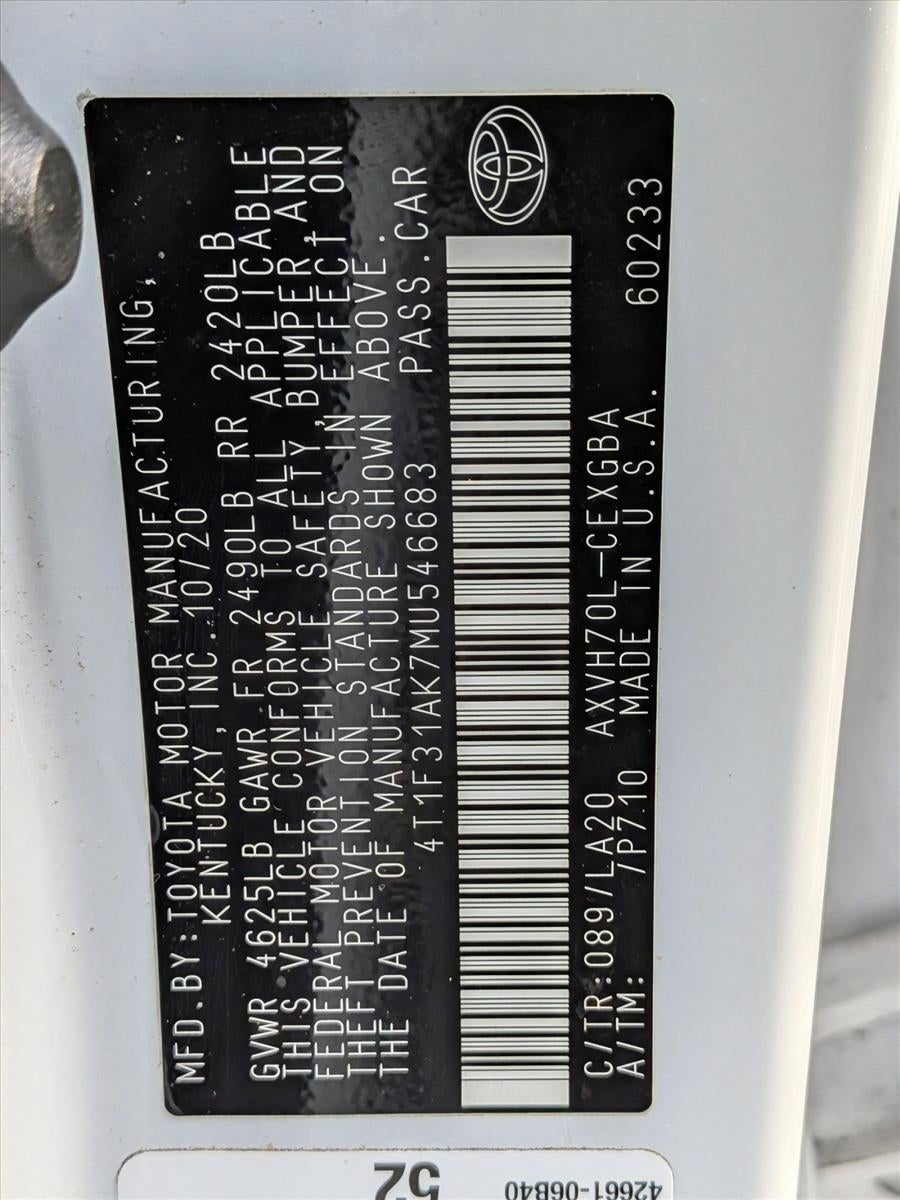 MFD.BY:TOYOTA MOTOR MANUFACTURING,
KENTUCKY,INC. 10/20
GVWR 4625LB GAWR FR 2490LB RR 2420LB
THIS VEHICLE CONFORMS TO ALL APPLICABLE
FEDERAL MOTOR VEHICLE SAFETY,BUMPER,AND
THEFT PREVENTION STANDARDS IN EFFECT ON
THE DATE OF MANUFACTURE SHOWN ABOVE.
4T1F31AK7MU546683 PASS.CAR
C/TR:089/LA20 AXVH70L-CEXGBA
A/TM: /P710 MADE IN U.S.A. 60233
52
42661-06B40